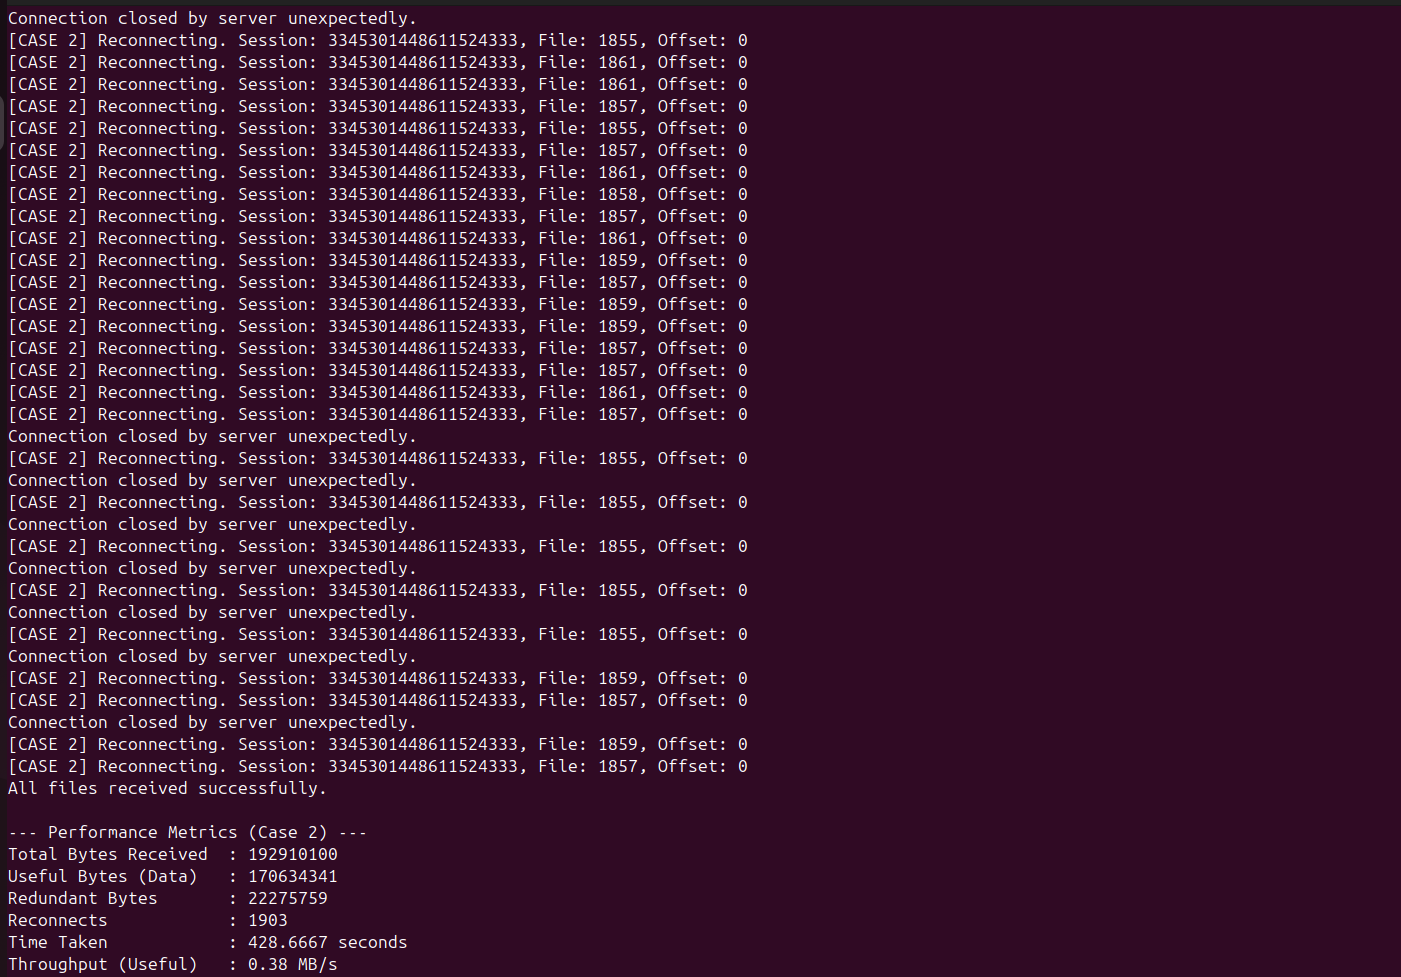 Connection closed by server unexpectedly.
[CASE 2] Reconnecting. Session: 3345301448611524333, File: 1855, Offset: 0
[CASE 2] Reconnecting. Session: 3345301448611524333, File: 1861, Offset: 0
[CASE 2] Reconnecting. Session: 3345301448611524333, File: 1861, Offset: 0
[CASE 2] Reconnecting. Session: 3345301448611524333, File: 1857, Offset: 0
[CASE 2] Reconnecting. Session: 3345301448611524333, File: 1855, Offset: 0
[CASE 2] Reconnecting. Session: 3345301448611524333, File: 1857, Offset: 0
[CASE 2] Reconnecting. Session: 3345301448611524333, File: 1861, Offset: 0
[CASE 2] Reconnecting. Session: 3345301448611524333, File: 1858, Offset: 0
[CASE 2] Reconnecting. Session: 3345301448611524333, File: 1857, Offset: 0
[CASE 2] Reconnecting. Session: 3345301448611524333, File: 1861, Offset: 0
[CASE 2] Reconnecting. Session: 3345301448611524333, File: 1859, Offset: 0
[CASE 2] Reconnecting. Session: 3345301448611524333, File: 1857, Offset: 0
[CASE 2] Reconnecting. Session: 3345301448611524333, File: 1859, Offset: 0
[CASE 2] Reconnecting. Session: 3345301448611524333, File: 1859, Offset: 0
[CASE 2] Reconnecting. Session: 3345301448611524333, File: 1857, Offset: 0
[CASE 2] Reconnecting. Session: 3345301448611524333, File: 1857, Offset: 0
[CASE 2] Reconnecting. Session: 3345301448611524333, File: 1861, Offset: 0
[CASE 2] Reconnecting. Session: 3345301448611524333, File: 1857, Offset: 0
Connection closed by server unexpectedly.
[CASE 2] Reconnecting. Session: 3345301448611524333, File: 1855, Offset: 0
Connection closed by server unexpectedly.
[CASE 2] Reconnecting. Session: 3345301448611524333, File: 1855, Offset: 0
Connection closed by server unexpectedly.
[CASE 2] Reconnecting. Session: 3345301448611524333, File: 1855, Offset: 0
Connection closed by server unexpectedly.
[CASE 2] Reconnecting. Session: 3345301448611524333, File: 1855, Offset: 0
Connection closed by server unexpectedly.
[CASE 2] Reconnecting. Session: 3345301448611524333, File: 1855, Offset: 0
Connection closed by server unexpectedly.
[CASE 2] Reconnecting. Session: 3345301448611524333, File: 1859, Offset: 0
[CASE 2] Reconnecting. Session: 3345301448611524333, File: 1857, Offset: 0
Connection closed by server unexpectedly.
[CASE 2] Reconnecting. Session: 3345301448611524333, File: 1859, Offset: 0
[CASE 2] Reconnecting. Session: 3345301448611524333, File: 1857, Offset: 0
All files received successfully.

--- Performance Metrics (Case 2) ---
Total Bytes Received  : 192910100
Useful Bytes (Data)   : 170634341
Redundant Bytes       : 22275759
Reconnects            : 1903
Time Taken            : 428.6667 seconds
Throughput (Useful)   : 0.38 MB/s